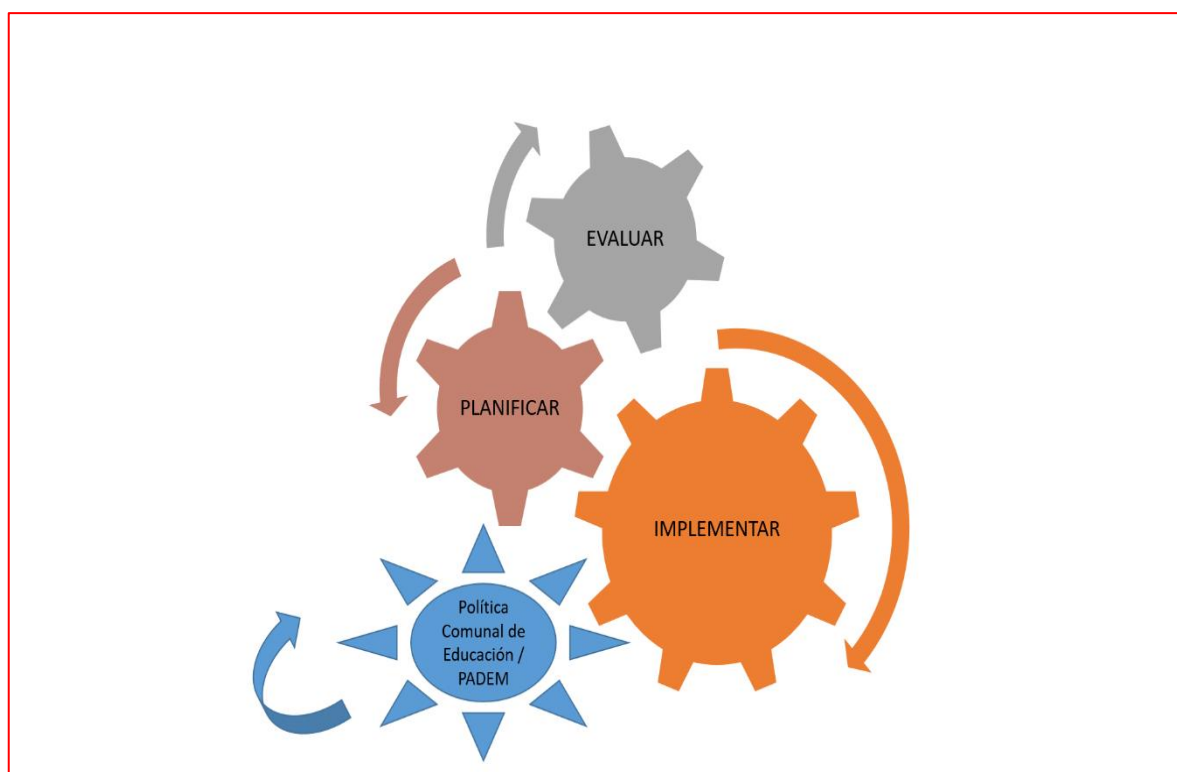 EVALUAR
PLANIFICAR
IMPLEMENTAR
Política
Comunal de
Educación /
PADEM